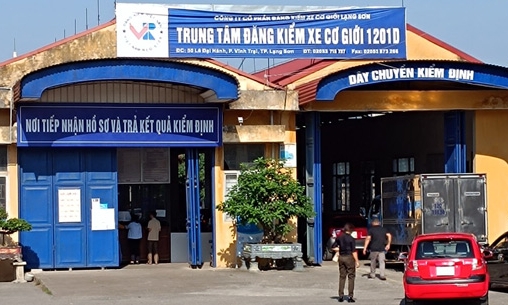 CÔNG TY CỔ PHẦN ĐĂNG KIỂM XE CƠ GIỚI LẠNG SƠN
TRUNG TÂM ĐĂNG KIỂM XE CƠ GIỚI 1201D
ĐC: 38 Lê Đại Hành, P. Vĩnh Trại, TP. Lạng Sơn
DÂY CHUYỀN KIỂM ĐỊNH
NƠI TIẾP NHẬN HỒ SƠ VÀ TRẢ KẾT QUẢ KIỂM ĐỊNH